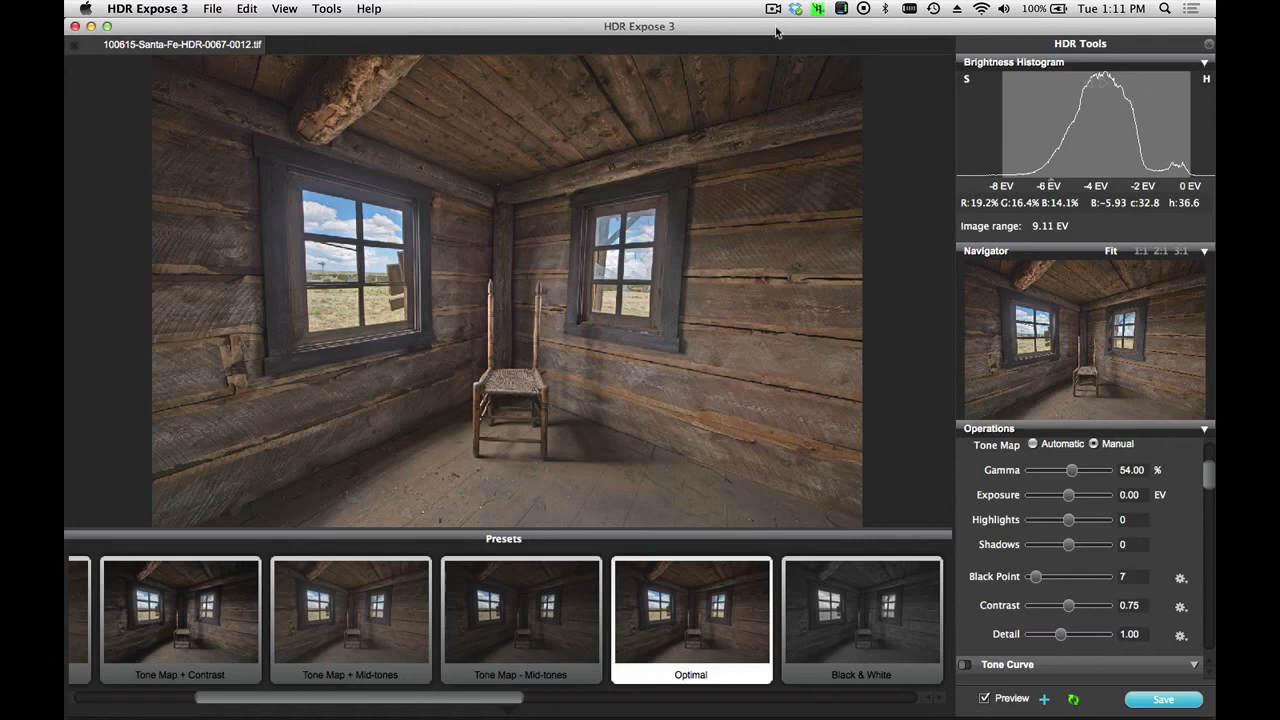 HDR Expose 3 File Edit View Tools Help 100% Tue 1:11 PM
HDR Expose 3
100615-Santa-Fe-HDR-0067-0012.tif
HDR Tools
Brightness Histogram
S H
-8 EV -6 EV -4 EV -2 EV 0 EV
R:19.2% G:16.4% B:14.1% B:-5.93 c:32.8 h:36.6
Image range: 9.11 EV
Navigator Fit 1:1 2:1 3:1
Operations
Tone Map Automatic Manual
Gamma 54.00 %
Exposure 0.00 EV
Highlights 0
Shadows 0
Black Point 7
Contrast 0.75
Detail 1.00
Tone Curve
Preview Save
Presets
Tone Map + Contrast
Tone Map + Mid-tones
Tone Map - Mid-tones
Optimal
Black & White